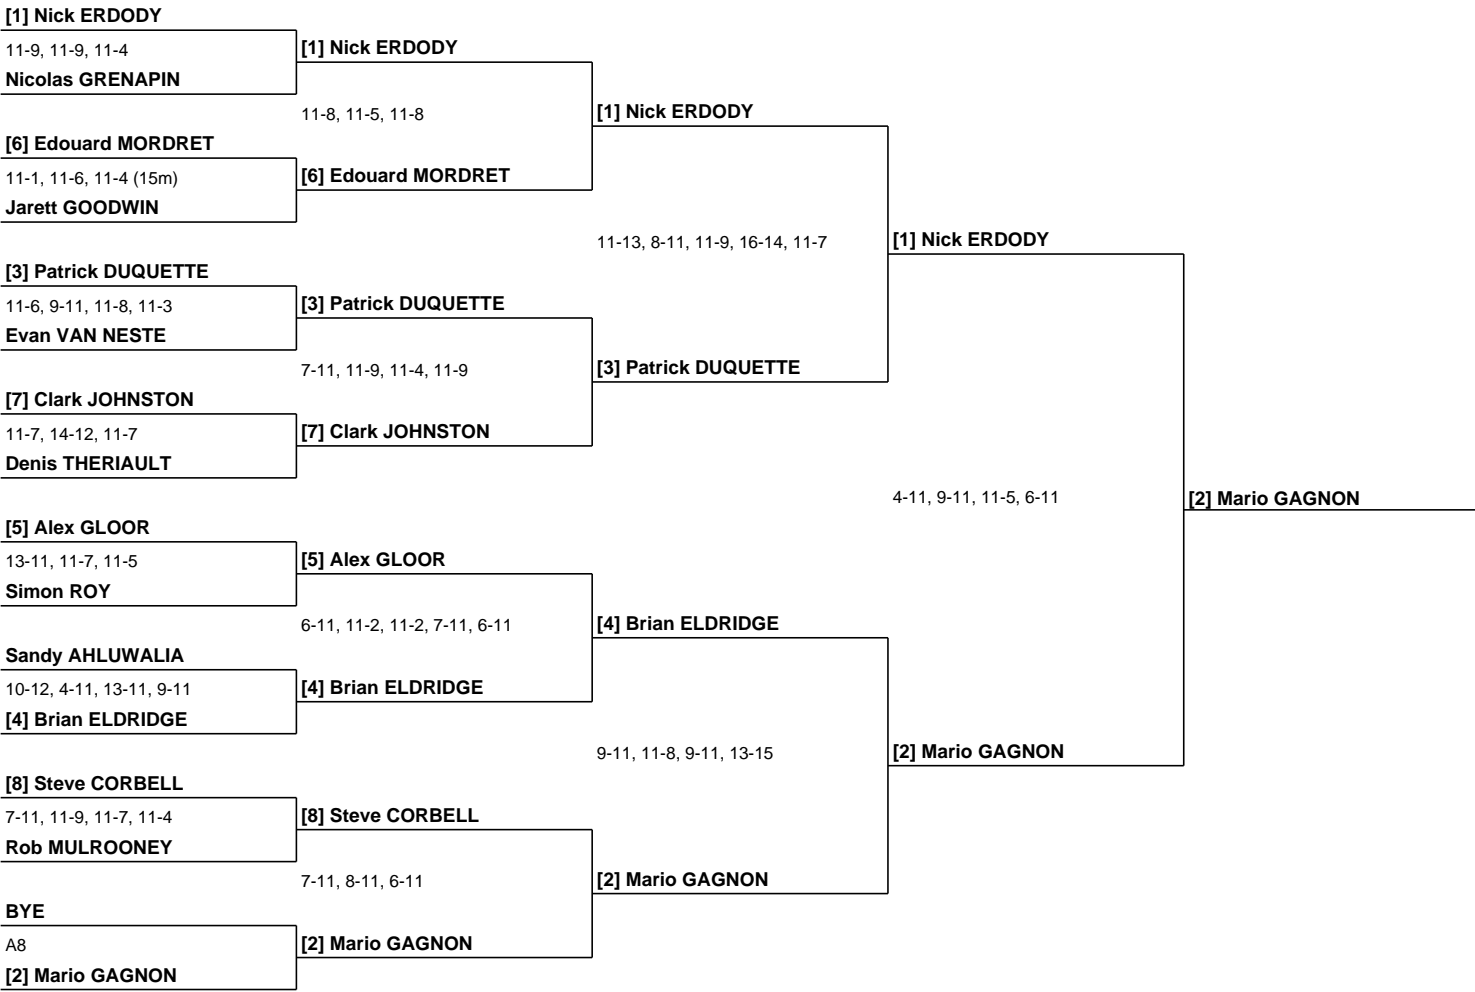 [1] Nick ERDODY
11-9, 11-9, 11-4
Nicolas GRENAPIN
[6] Edouard MORDRET
11-1, 11-6, 11-4 (15m)
Jarett GOODWIN
[3] Patrick DUQUETTE
11-6, 9-11, 11-8, 11-3
Evan VAN NESTE
[7] Clark JOHNSTON
11-7, 14-12, 11-7
Denis THERIAULT
[5] Alex GLOOR
13-11, 11-7, 11-5
Simon ROY
Sandy AHLUWALIA
10-12, 4-11, 13-11, 9-11
[4] Brian ELDRIDGE
[8] Steve CORBELL
7-11, 11-9, 11-7, 11-4
Rob MULROONEY
BYE
A8
[2] Mario GAGNON
[1] Nick ERDODY
11-8, 11-5, 11-8
[6] Edouard MORDRET
[3] Patrick DUQUETTE
7-11, 11-9, 11-4, 11-9
[7] Clark JOHNSTON
[5] Alex GLOOR
6-11, 11-2, 11-2, 7-11, 6-11
[4] Brian ELDRIDGE
[8] Steve CORBELL
7-11, 8-11, 6-11
[2] Mario GAGNON
[1] Nick ERDODY
11-13, 8-11, 11-9, 16-14, 11-7
[3] Patrick DUQUETTE
[4] Brian ELDRIDGE
9-11, 11-8, 9-11, 13-15
[2] Mario GAGNON
[1] Nick ERDODY
4-11, 9-11, 11-5, 6-11
[2] Mario GAGNON
[2] Mario GAGNON